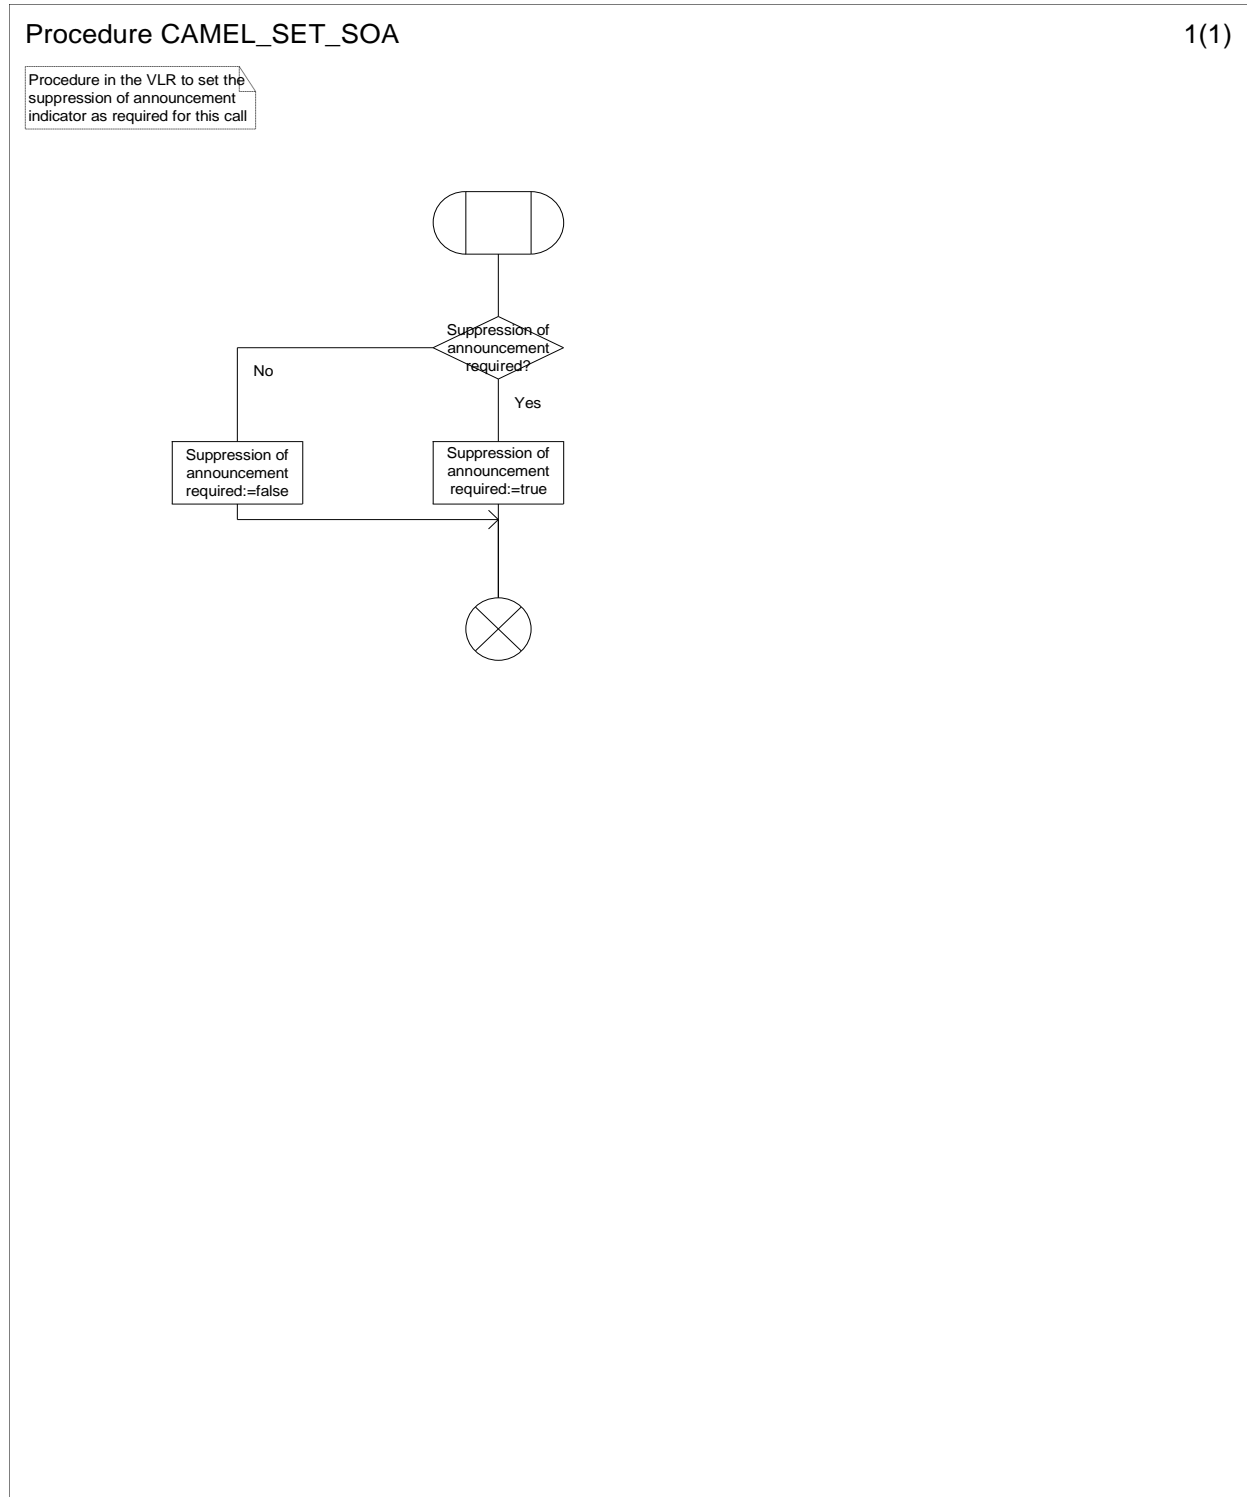 Procedure CAMEL_SET_SOA
1(1)
Procedure in the VLR to set the
suppression of announcement
indicator as required for this call
Suppression of
announcement
required?
No
Yes
Suppression of
announcement
required:=false
Suppression of
announcement
required:=true